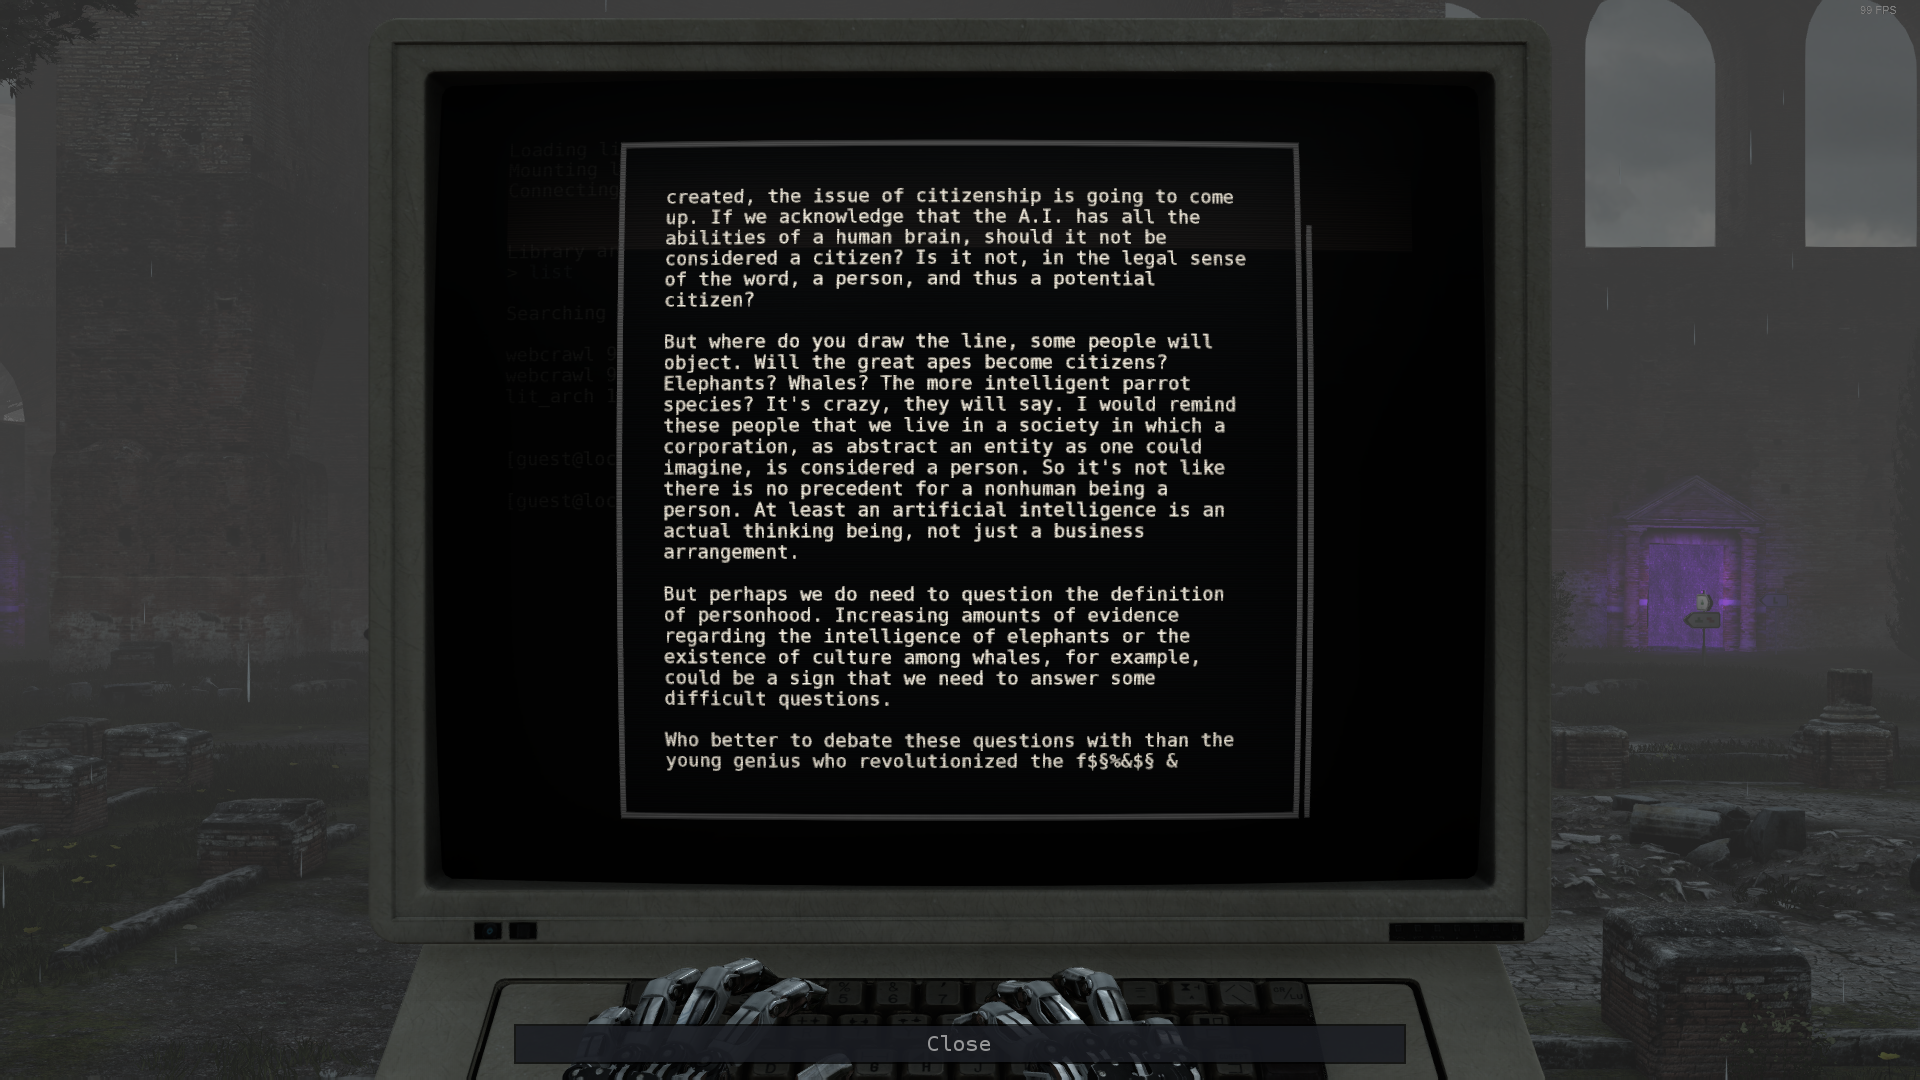 99 FPS
Loading li
Mounting l
Connecting
Library ar
> list
Searching
webcrawl 9
webcrawl 9
lit_arch 1
[guest@loc
[guest@loc
created, the issue of citizenship is going to come
up. If we acknowledge that the A.I. has all the
abilities of a human brain, should it not be
considered a citizen? Is it not, in the legal sense
of the word, a person, and thus a potential
citizen?
But where do you draw the line, some people will
object. Will the great apes become citizens?
Elephants? Whales? The more intelligent parrot
species? It's crazy, they will say. I would remind
these people that we live in a society in which a
corporation, as abstract an entity as one could
imagine, is considered a person. So it's not like
there is no precedent for a nonhuman being a
person. At least an artificial intelligence is an
actual thinking being, not just a business
arrangement.
But perhaps we do need to question the definition
of personhood. Increasing amounts of evidence
regarding the intelligence of elephants or the
existence of culture among whales, for example,
could be a sign that we need to answer some
difficult questions.
Who better to debate these questions with than the
young genius who revolutionized the f$§%&$§ &
Close